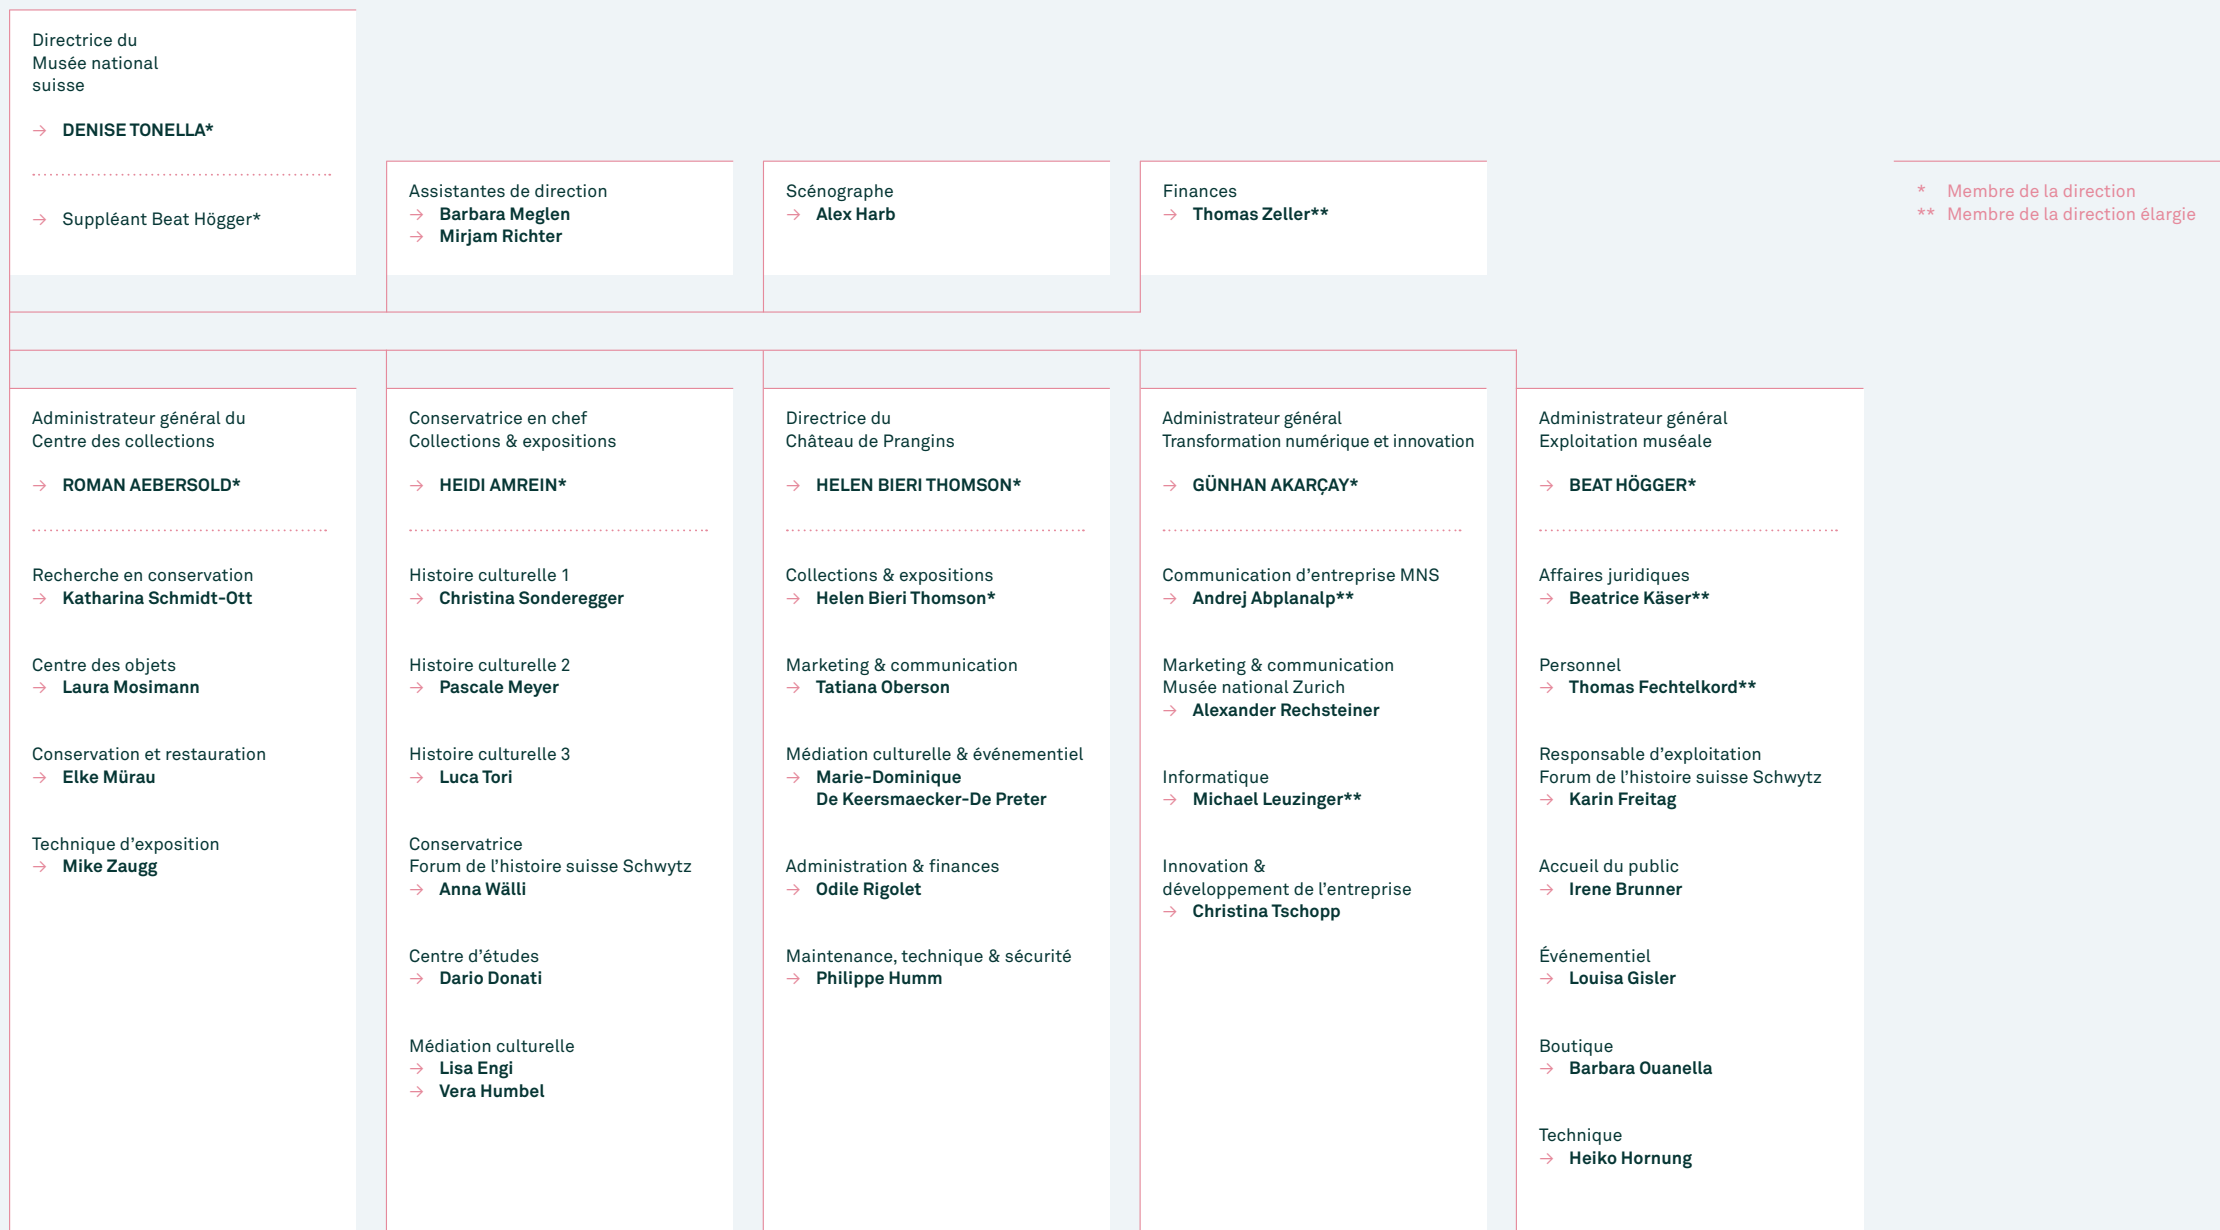 Directrice du
Musée national
suisse
→ DENISE TONELLA*
→ Suppléant Beat Högger*
Assistantes de direction
→ Barbara Meglen
→ Mirjam Richter
Scénographe
→ Alex Harb
Finances
→ Thomas Zeller**
* Membre de la direction
** Membre de la direction élargie
Administrateur général du
Centre des collections
→ ROMAN AEBERSOLD*
Recherche en conservation
→ Katharina Schmidt-Ott
Centre des objets
→ Laura Mosimann
Conservation et restauration
→ Elke Mürau
Technique d’exposition
→ Mike Zaugg
Conservatrice en chef
Collections & expositions
→ HEIDI AMREIN*
Histoire culturelle 1
→ Christina Sonderegger
Histoire culturelle 2
→ Pascale Meyer
Histoire culturelle 3
→ Luca Tori
Conservatrice
Forum de l’histoire suisse Schwytz
→ Anna Wälli
Centre d’études
→ Dario Donati
Médiation culturelle
→ Lisa Engi
→ Vera Humbel
Directrice du
Château de Prangins
→ HELEN BIERI THOMSON*
Collections & expositions
→ Helen Bieri Thomson*
Marketing & communication
→ Tatiana Oberson
Médiation culturelle & événementiel
→ Marie-Dominique
De Keersmaecker-De Preter
Administration & finances
→ Odile Rigolet
Maintenance, technique & sécurité
→ Philippe Humm
Administrateur général
Transformation numérique et innovation
→ GÜNHAN AKARÇAY*
Communication d’entreprise MNS
→ Andrej Abplanalp**
Marketing & communication
Musée national Zurich
→ Alexander Rechsteiner
Informatique
→ Michael Leuzinger**
Innovation &
développement de l’entreprise
→ Christina Tschopp
Administrateur général
Exploitation muséale
→ BEAT HÖGGER*
Affaires juridiques
→ Beatrice Käser**
Personnel
→ Thomas Fechtelkord**
Responsable d’exploitation
Forum de l’histoire suisse Schwytz
→ Karin Freitag
Accueil du public
→ Irene Brunner
Événementiel
→ Louisa Gisler
Boutique
→ Barbara Ouanella
Technique
→ Heiko Hornung